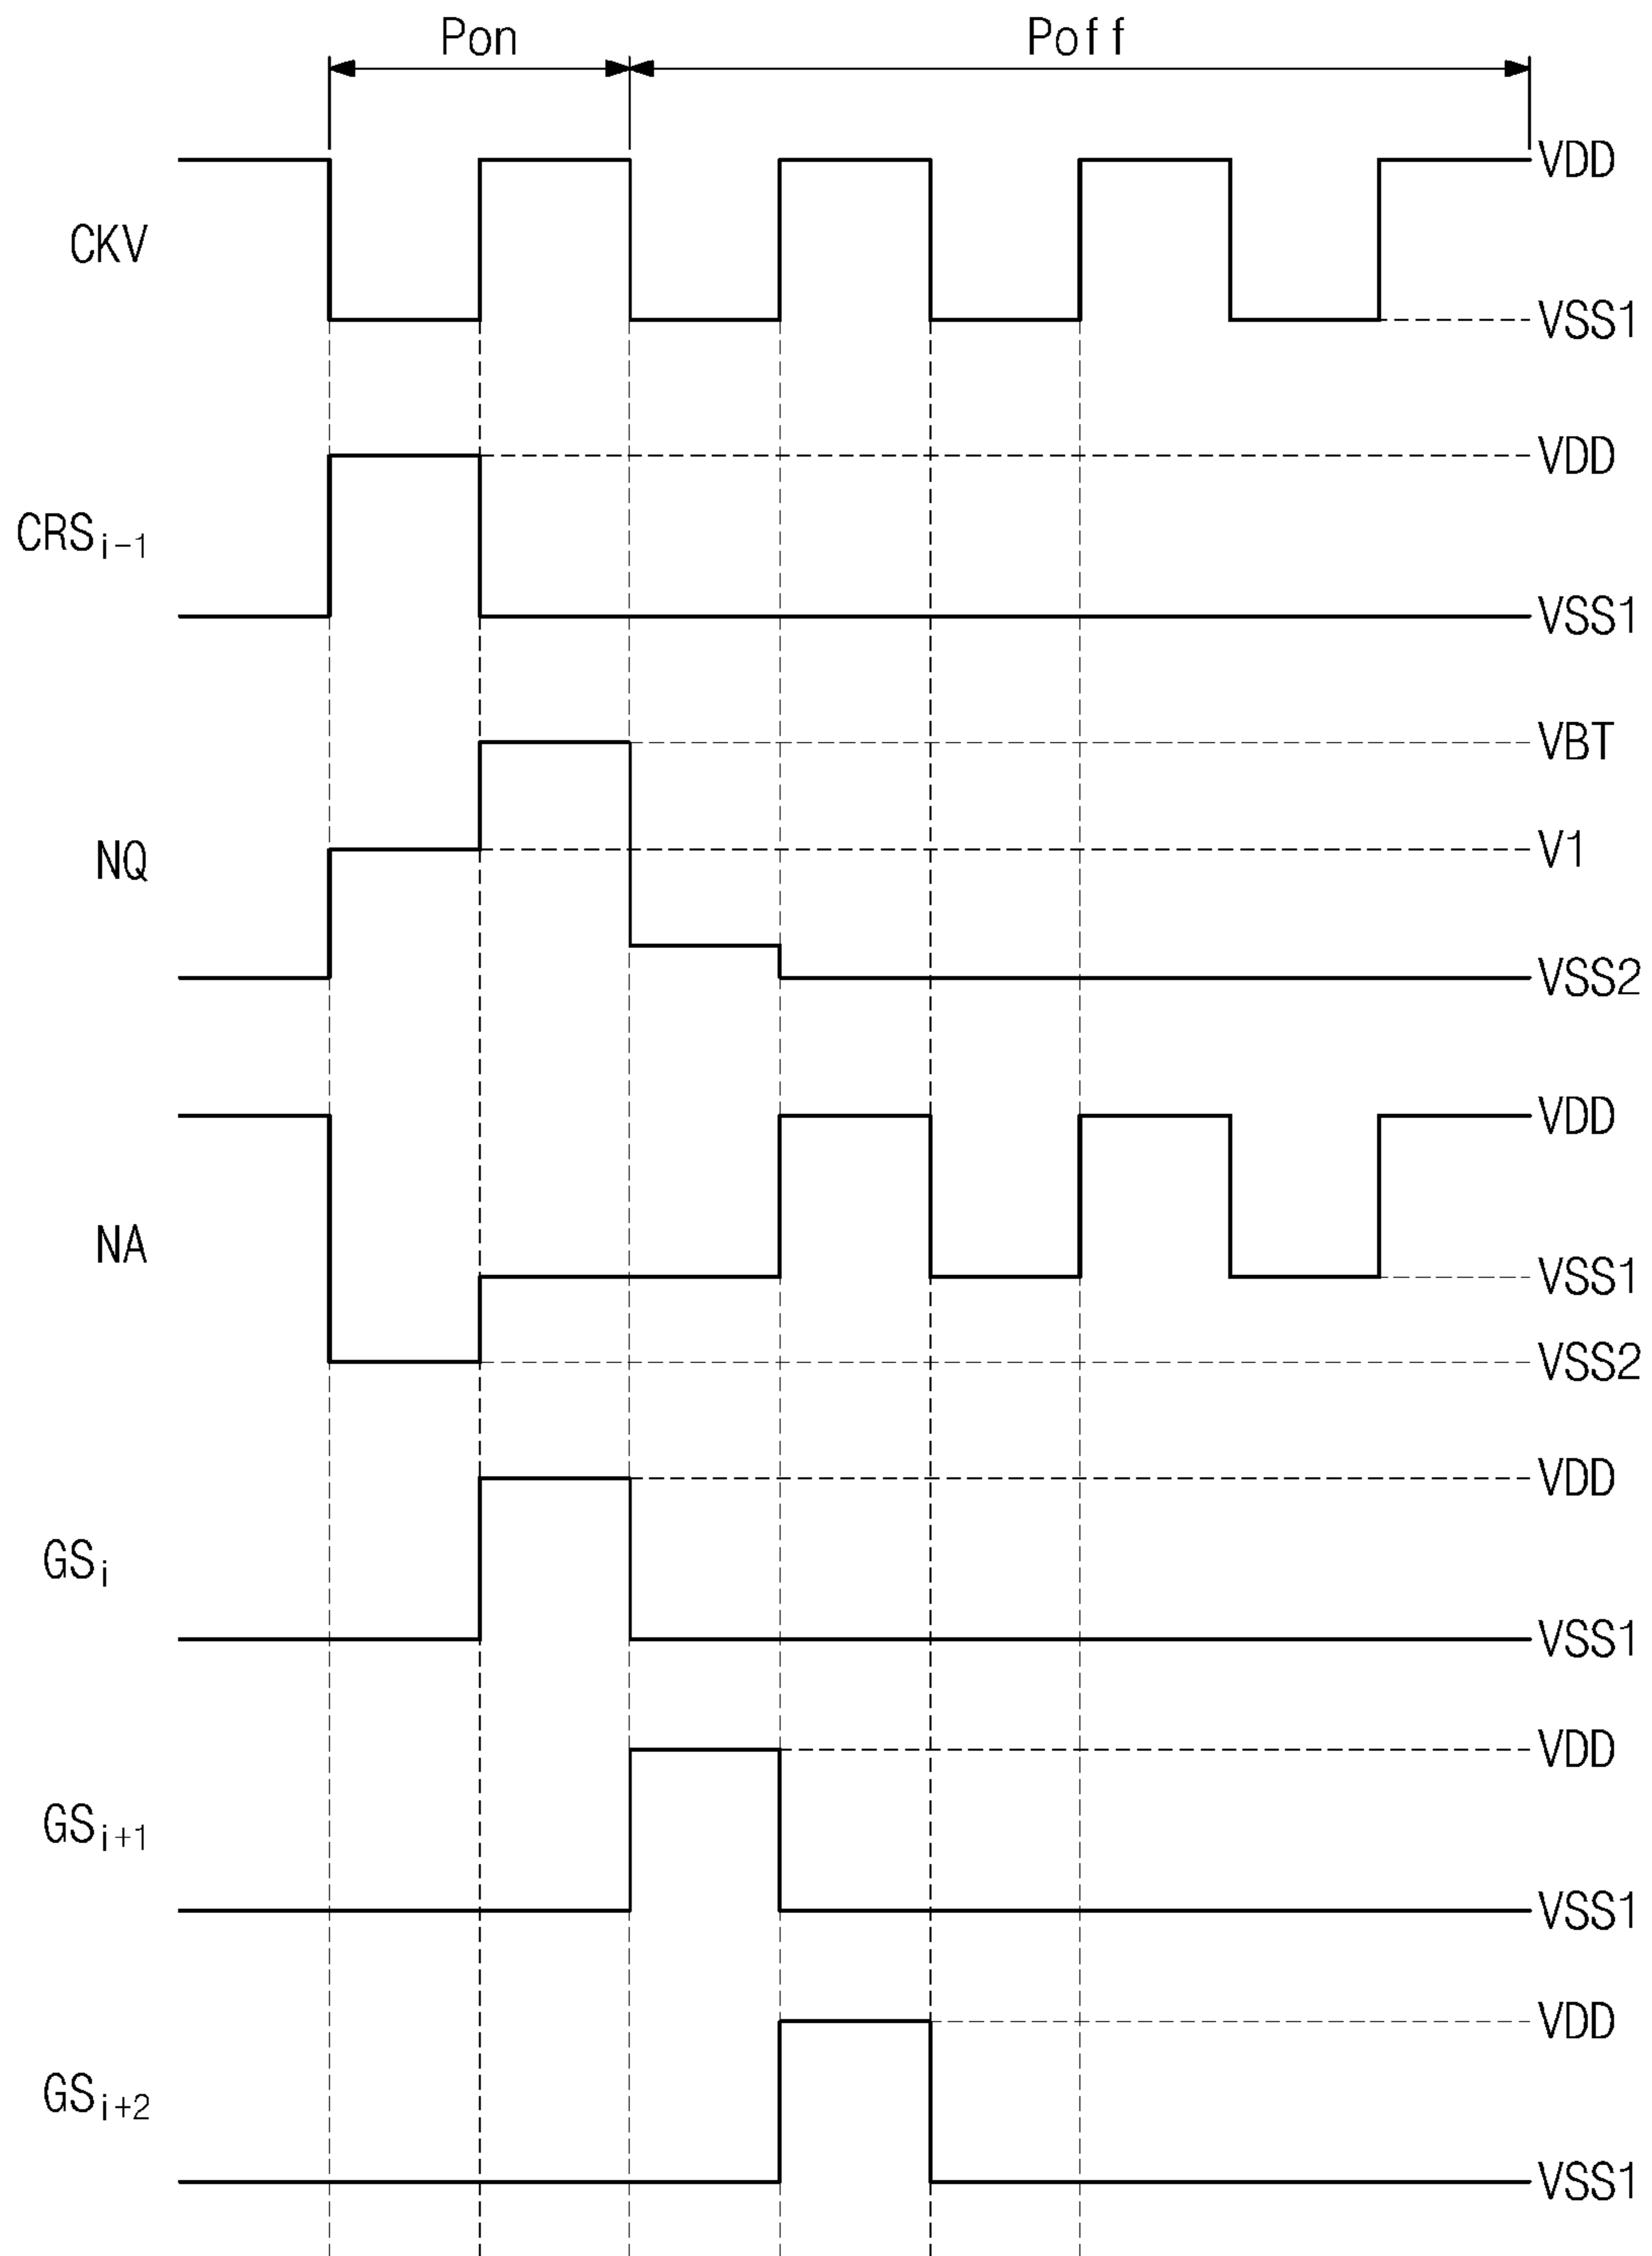 Pon Poff
VDD
CKV
VSS1
VDD
CRSi-1
VSS1
VBT
V1
NQ
VSS2
VDD
NA
VSS1
VSS2
VDD
GSi
VSS1
VDD
GSi+1
VSS1
VDD
GSi+2
VSS1